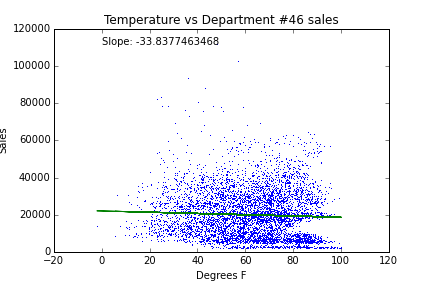 Temperature vs Department #46 sales
Slope: -33.8377463468
120000
100000
80000
60000
40000
20000
0
Sales
-20 0 20 40 60 80 100 120
Degrees F